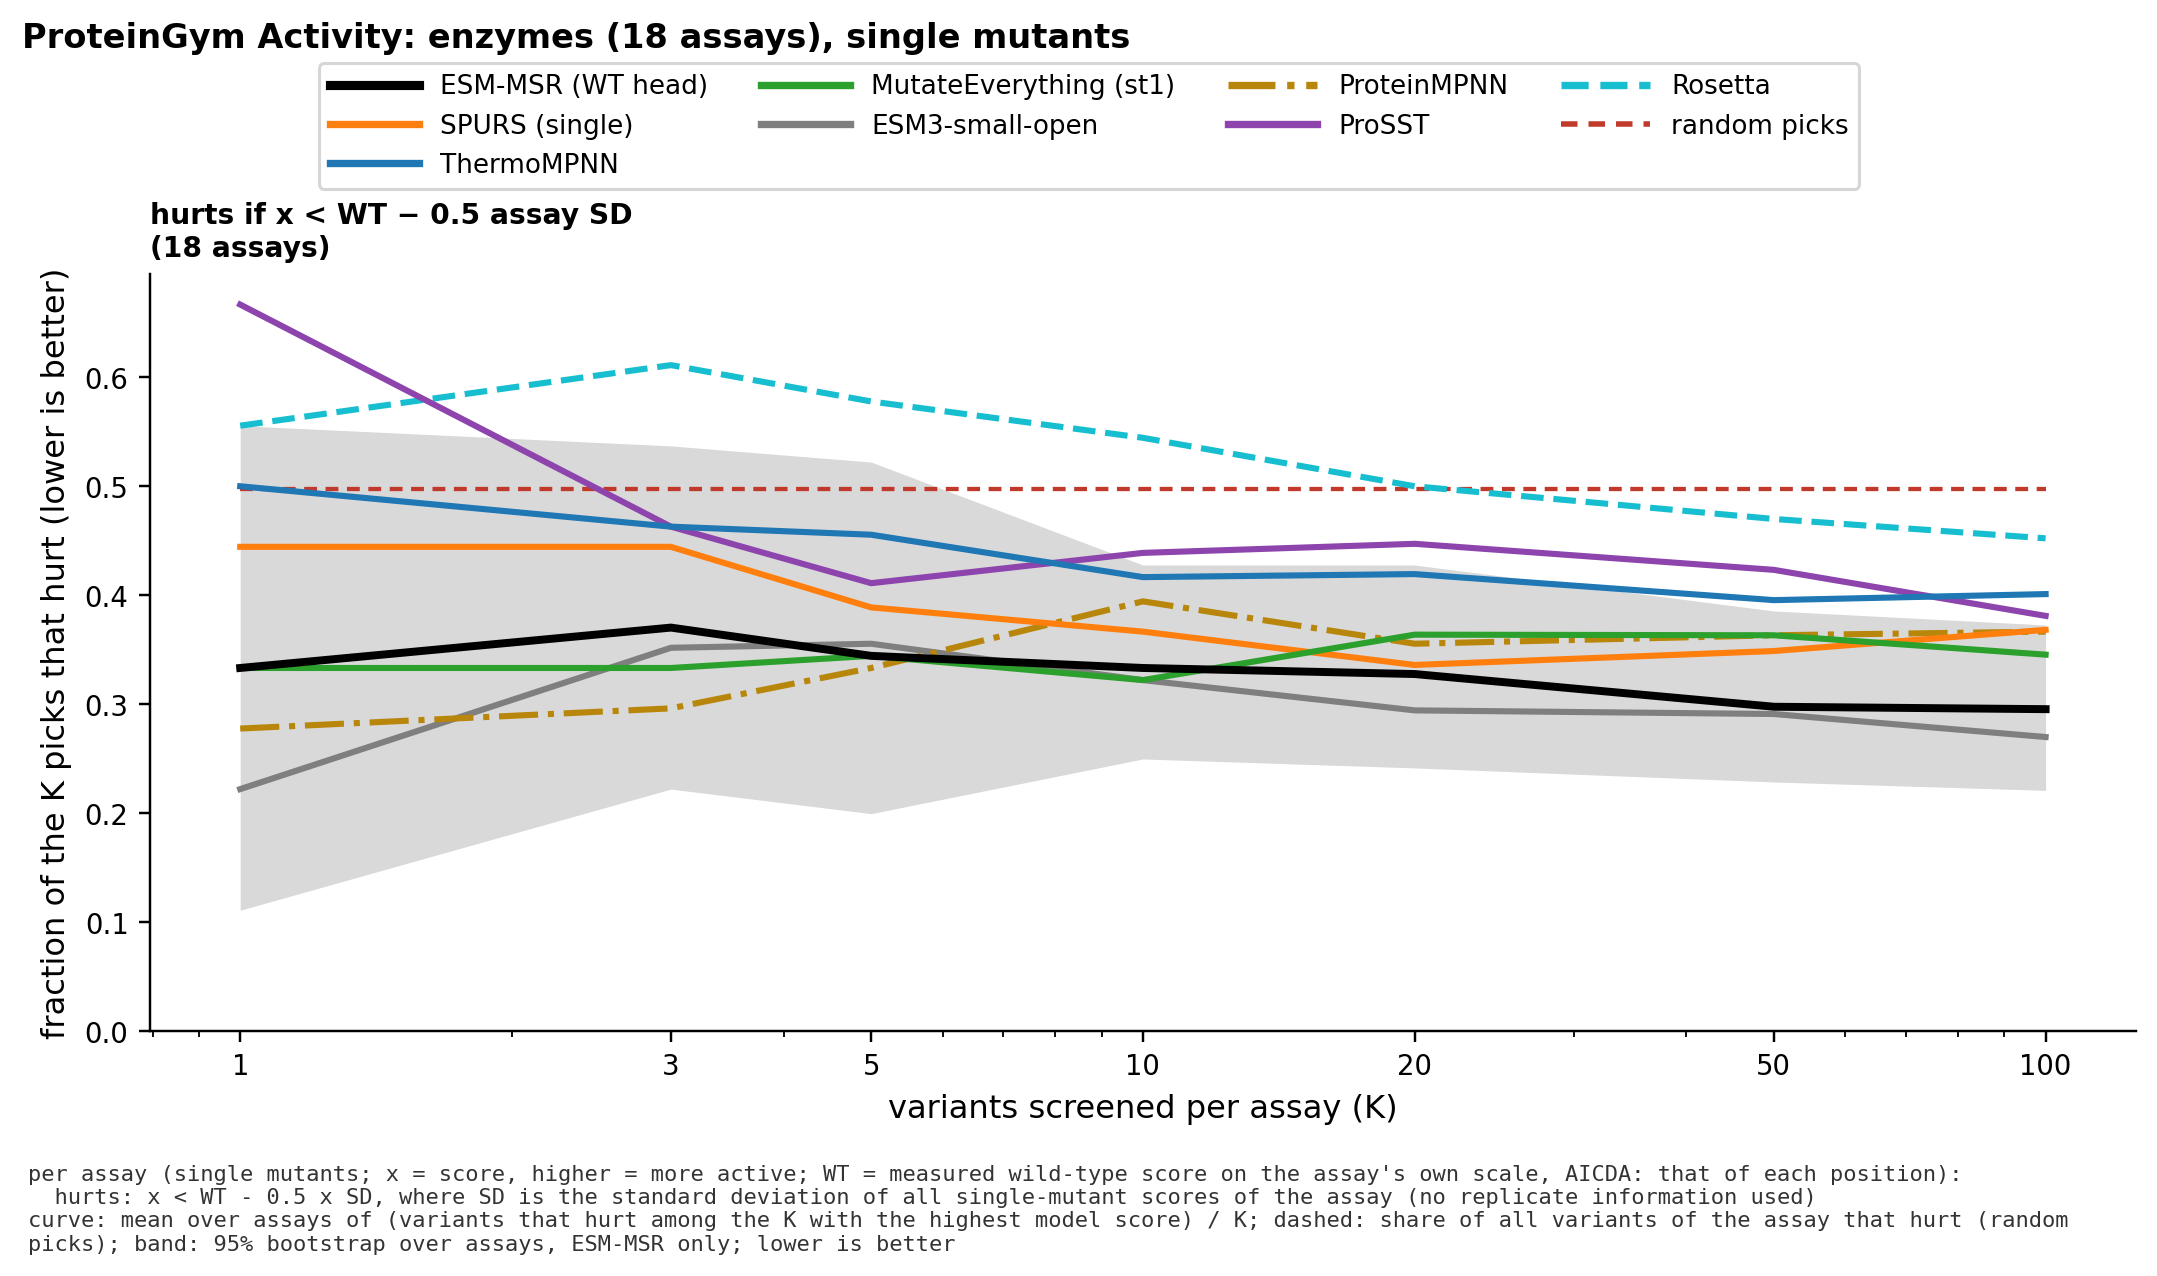 ProteinGym Activity: enzymes (18 assays), single mutants
ESM-MSR (WT head)
SPURS (single)
ThermoMPNN
MutateEverything (st1)
ESM3-small-open
ProteinMPNN
ProSST
Rosetta
random picks
hurts if x < WT − 0.5 assay SD
(18 assays)
fraction of the K picks that hurt (lower is better)
0.6
0.5
0.4
0.3
0.2
0.1
0.0
1
3
5
10
20
50
100
variants screened per assay (K)
per assay (single mutants; x = score, higher = more active; WT = measured wild-type score on the assay's own scale, AICDA: that of each position):
hurts: x < WT - 0.5 x SD, where SD is the standard deviation of all single-mutant scores of the assay (no replicate information used)
curve: mean over assays of (variants that hurt among the K with the highest model score) / K; dashed: share of all variants of the assay that hurt (random
picks); band: 95% bootstrap over assays, ESM-MSR only; lower is better